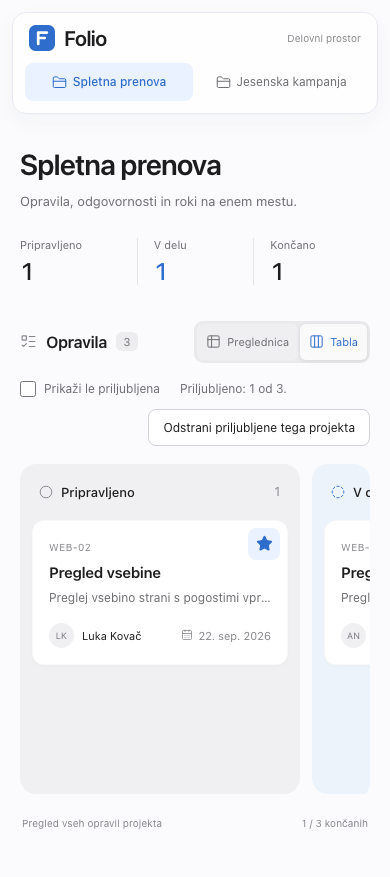 Folio
Delovni prostor
Spletna prenova
Jesenska kampanja
Spletna prenova
Opravila, odgovornosti in roki na enem mestu.
Pripravljeno
V delu
Končano
1
1
1
Opravila 3
Preglednica
Tabla
Prikaži le priljubljena
Priljubljeno: 1 od 3.
Odstrani priljubljene tega projekta
Pripravljeno 1
WEB-02
Pregled vsebine
Preglej vsebino strani s pogostimi vpr…
LK Luka Kovač
22. sep. 2026
V d
WEB-
Preg
Pregl
AN
Pregled vseh opravil projekta
1 / 3 končanih